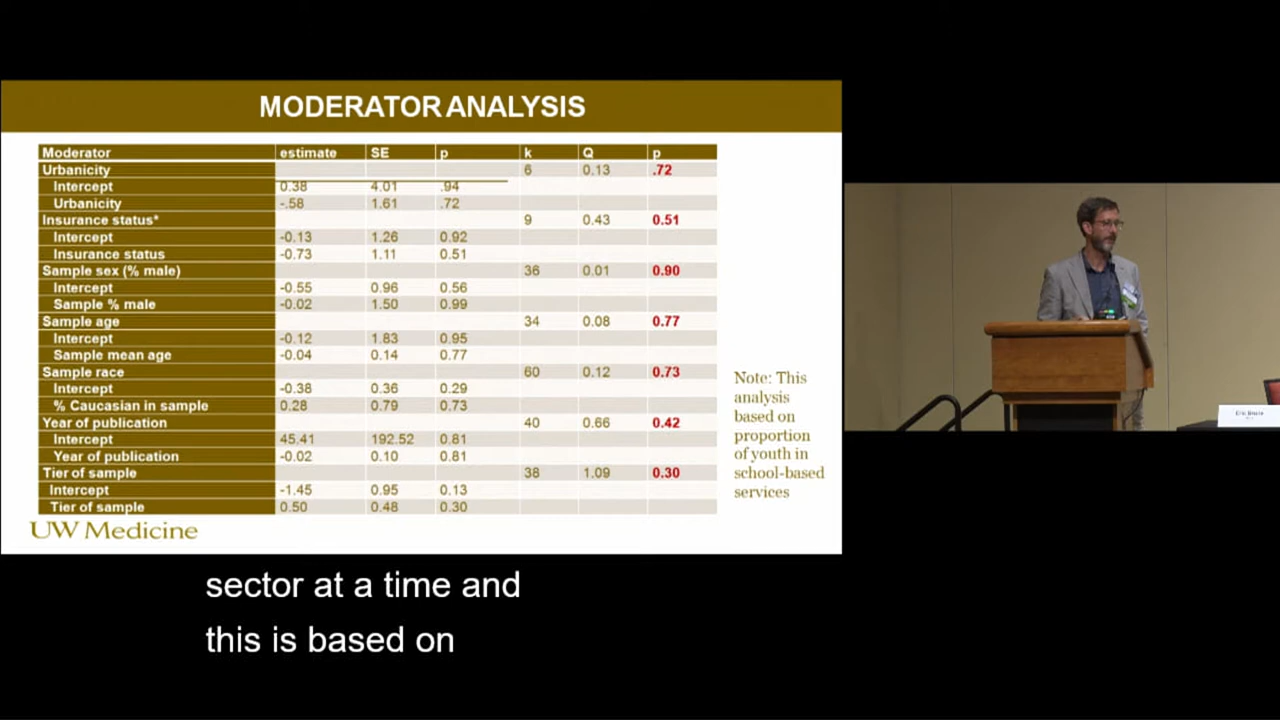 MODERATOR ANALYSIS
Moderator estimate SE p k Q p
Urbanicity 6 0.13 .72
Intercept 0.38 4.01 .94
Urbanicity -.58 1.61 .72
Insurance status* 9 0.43 0.51
Intercept -0.13 1.26 0.92
Insurance status -0.73 1.11 0.51
Sample sex (% male) 36 0.01 0.90
Intercept -0.55 0.96 0.56
Sample % male -0.02 1.50 0.99
Sample age 34 0.08 0.77
Intercept -0.12 1.83 0.95
Sample mean age -0.04 0.14 0.77
Sample race 60 0.12 0.73
Intercept -0.38 0.36 0.29
% Caucasian in sample 0.28 0.79 0.73
Year of publication 40 0.66 0.42
Intercept 45.41 192.52 0.81
Year of publication -0.02 0.10 0.81
Tier of sample 38 1.09 0.30
Intercept -1.45 0.95 0.13
Tier of sample 0.50 0.48 0.30
Note: This
analysis
based on
proportion
of youth in
school-based
services
UW Medicine
sector at a time and
this is based on